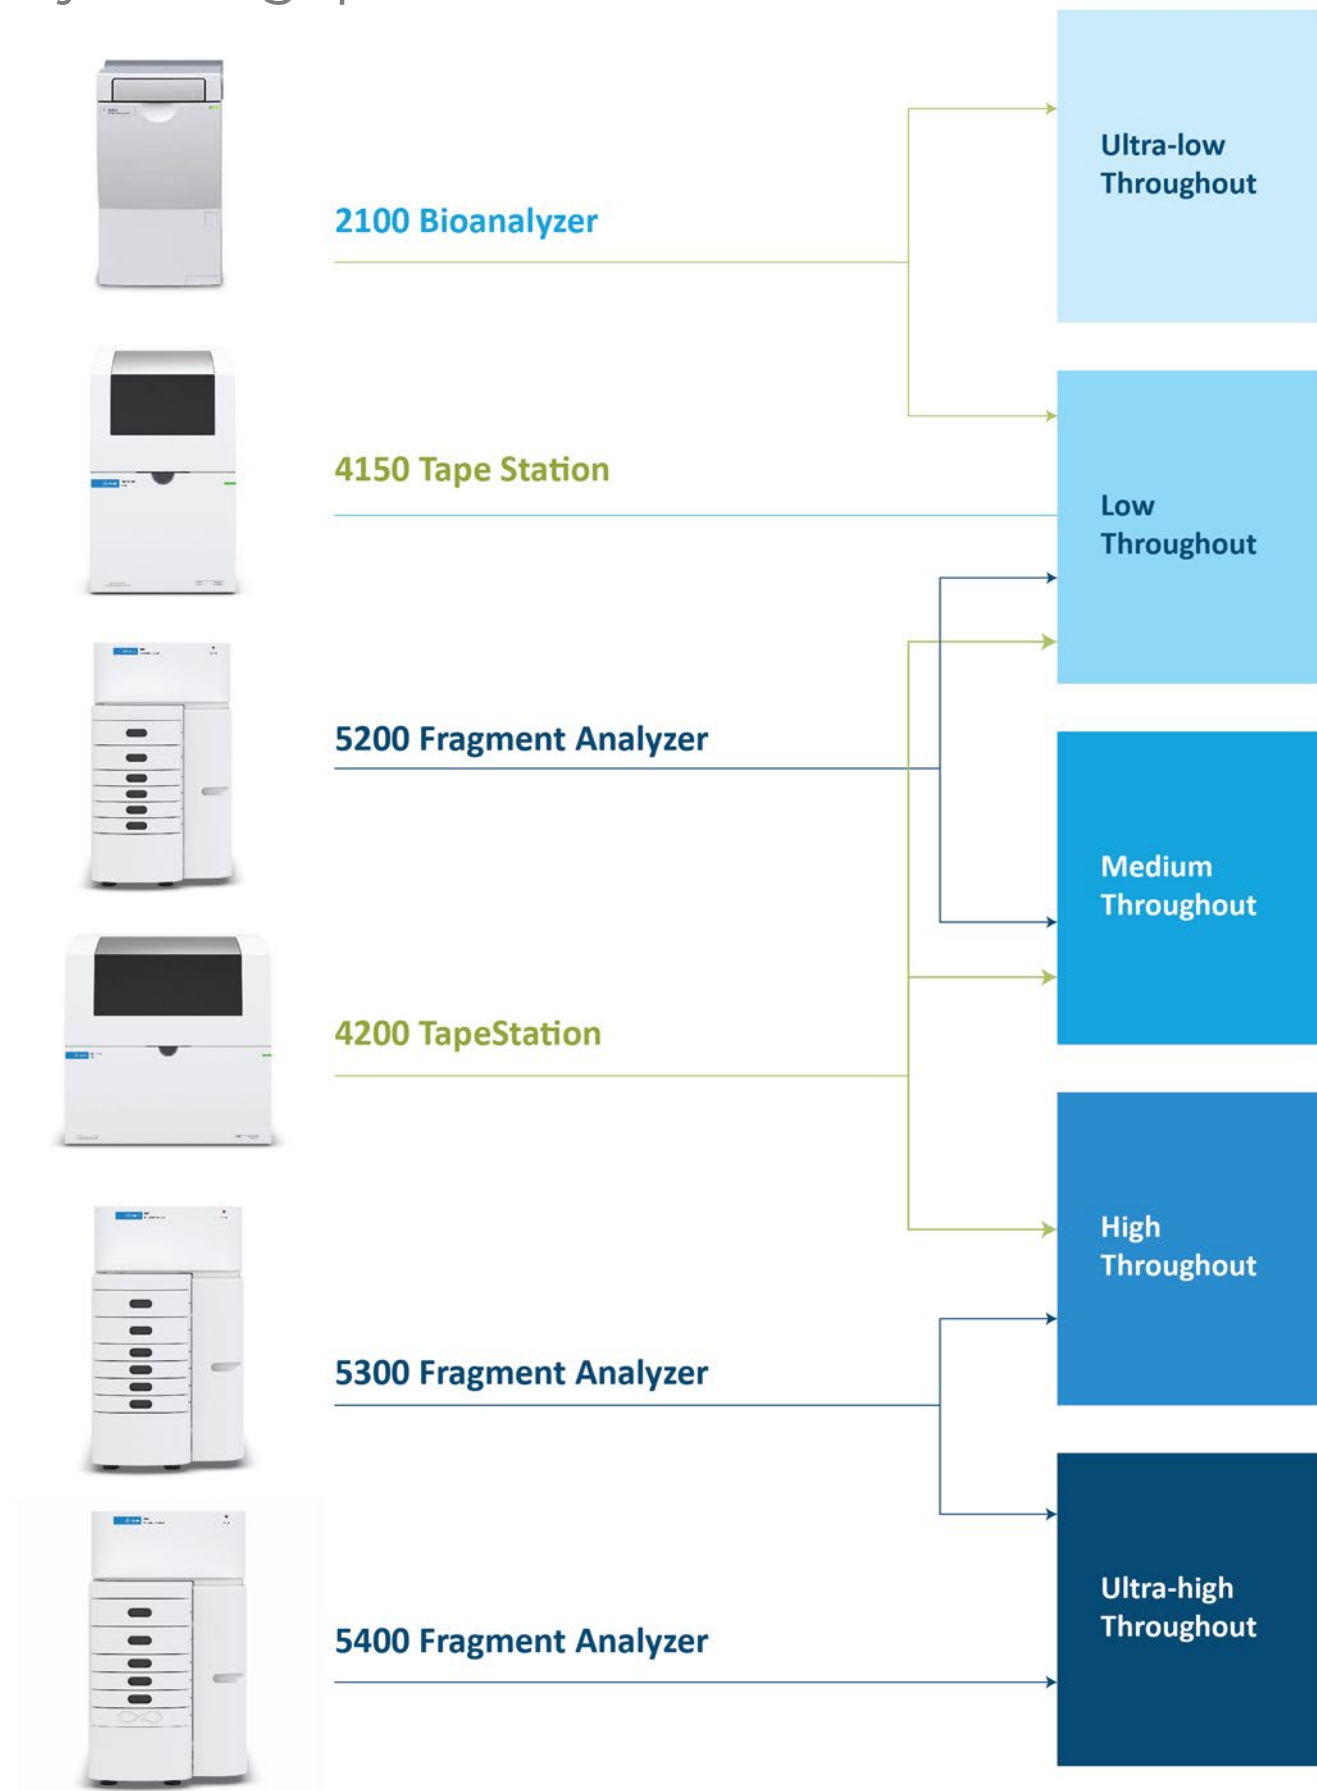 Ultra-low
Throughout
2100 Bioanalyzer
4150 Tape Station
Low
Throughout
5200 Fragment Analyzer
Medium
Throughout
4200 TapeStation
High
Throughout
5300 Fragment Analyzer
Ultra-high
Throughout
5400 Fragment Analyzer